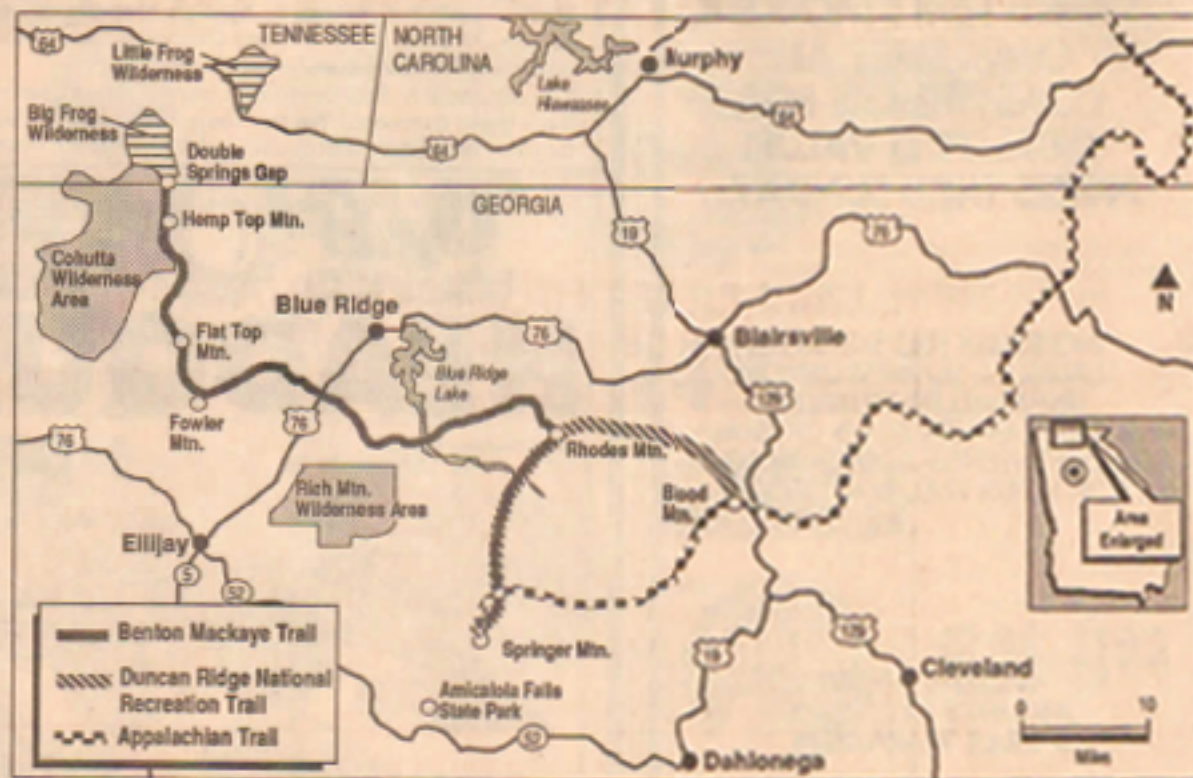 64
TENNESSEE
NORTH
CAROLINA
Little Frog
Wilderness
Lake
Hiawassee
Murphy
Big Frog
Wilderness
64
64
Double
Springs Gap
GEORGIA
Hemp Top Mtn.
19
76
Cohutta
Wilderness
Area
N
Blue Ridge
Flat Top
Mtn.
76
Blairsville
Blue Ridge
Lake
129
Fowler
Mtn.
76
76
Rhodes Mtn.
Rich Mtn.
Wilderness Area
Blood
Mtn.
Area
Enlarged
Ellijay
5
52
Benton Mackaye Trail
Springer Mtn.
19
129
Duncan Ridge National
Recreation Trail
Cleveland
Amicalola Falls
State Park
0
10
Appalachian Trail
52
Miles
Dahlonega